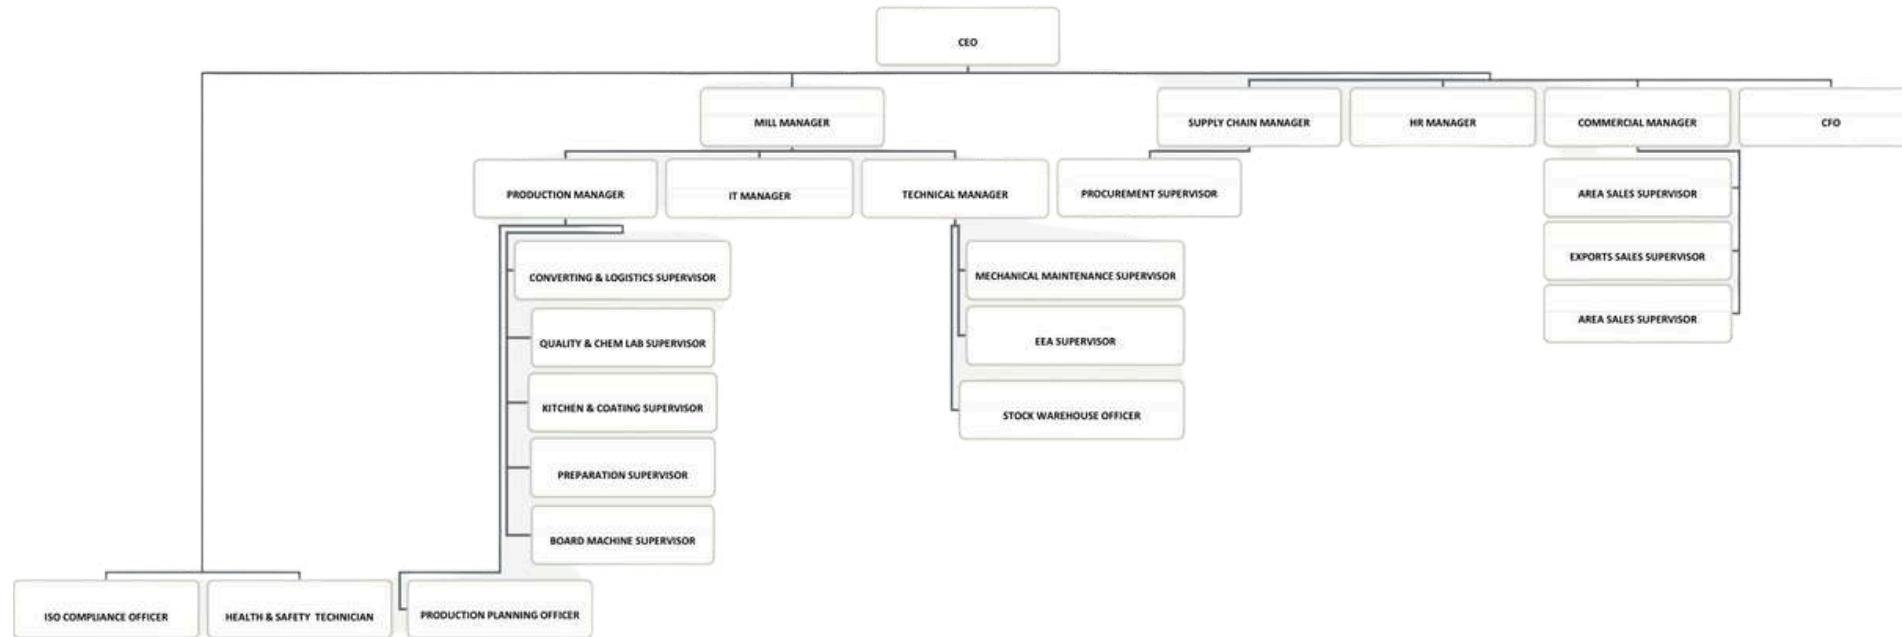 CEO
MILL MANAGER
SUPPLY CHAIN MANAGER
HR MANAGER
COMMERCIAL MANAGER
CFO
PRODUCTION MANAGER
IT MANAGER
TECHNICAL MANAGER
PROCUREMENT SUPERVISOR
AREA SALES SUPERVISOR
EXPORTS SALES SUPERVISOR
AREA SALES SUPERVISOR
CONVERTING & LOGISTICS SUPERVISOR
QUALITY & CHEM LAB SUPERVISOR
KITCHEN & COATING SUPERVISOR
PREPARATION SUPERVISOR
BOARD MACHINE SUPERVISOR
MECHANICAL MAINTENANCE SUPERVISOR
EEA SUPERVISOR
STOCK WAREHOUSE OFFICER
ISO COMPLIANCE OFFICER
HEALTH & SAFETY TECHNICIAN
PRODUCTION PLANNING OFFICER